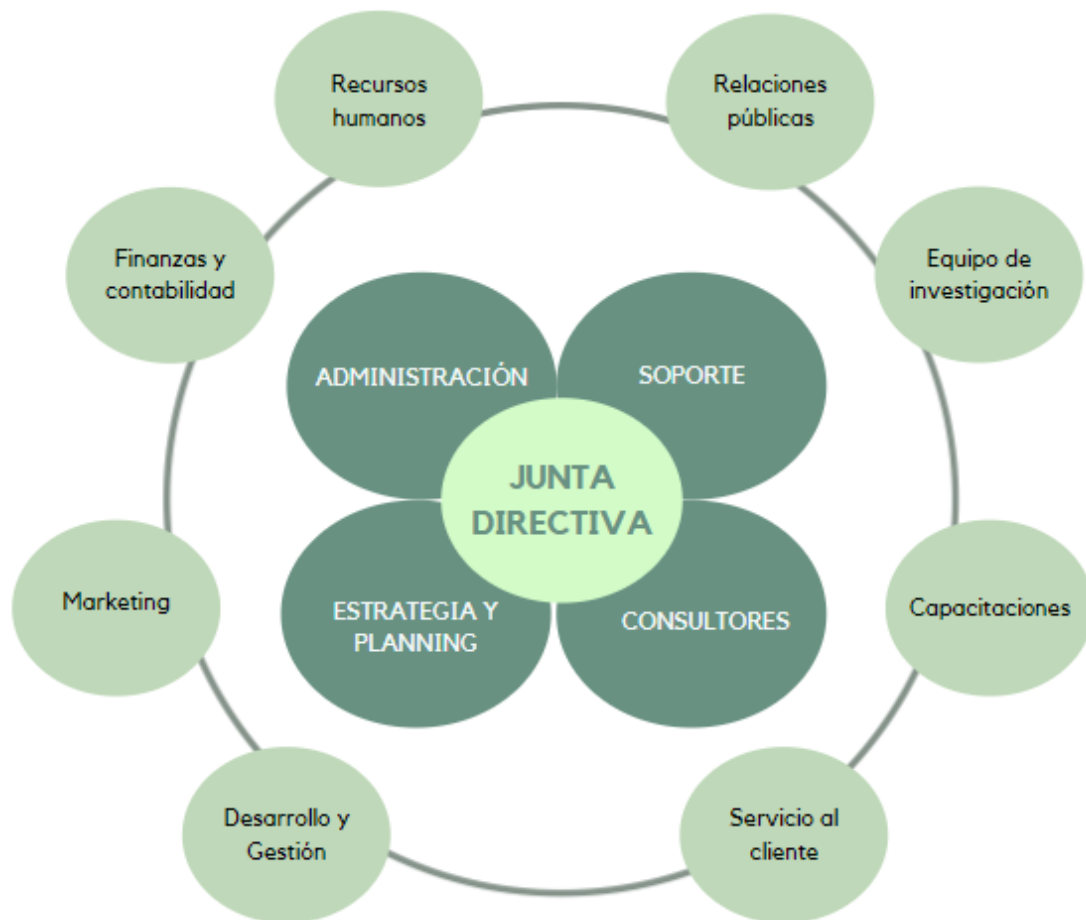 Recursos
humanos
Relaciones
públicas
Finanzas y
contabilidad
Equipo de
investigación
ADMINISTRACIÓN
SOPORTE
JUNTA
DIRECTIVA
Marketing
ESTRATEGIA Y
PLANNING
CONSULTORES
Capacitaciones
Desarrollo y
Gestión
Servicio al
cliente